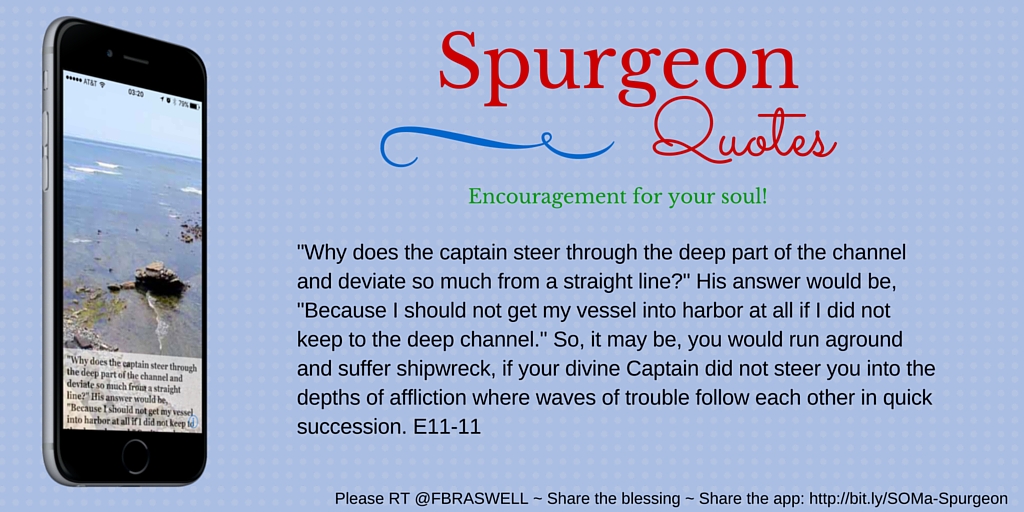 AT&T
03:20
79%
"Why does the captain steer through
the deep part of the channel and
deviate so much from a straight
line?" His answer would be,
"Because I should not get my vessel
into harbor at all if I did not keep to
Spurgeon
Quotes
Encouragement for your soul!
"Why does the captain steer through the deep part of the channel
and deviate so much from a straight line?" His answer would be,
"Because I should not get my vessel into harbor at all if I did not
keep to the deep channel." So, it may be, you would run aground
and suffer shipwreck, if your divine Captain did not steer you into the
depths of affliction where waves of trouble follow each other in quick
succession. E11-11
Please RT @FBRASWELL ~ Share the blessing ~ Share the app: http://bit.ly/SOMa-Spurgeon